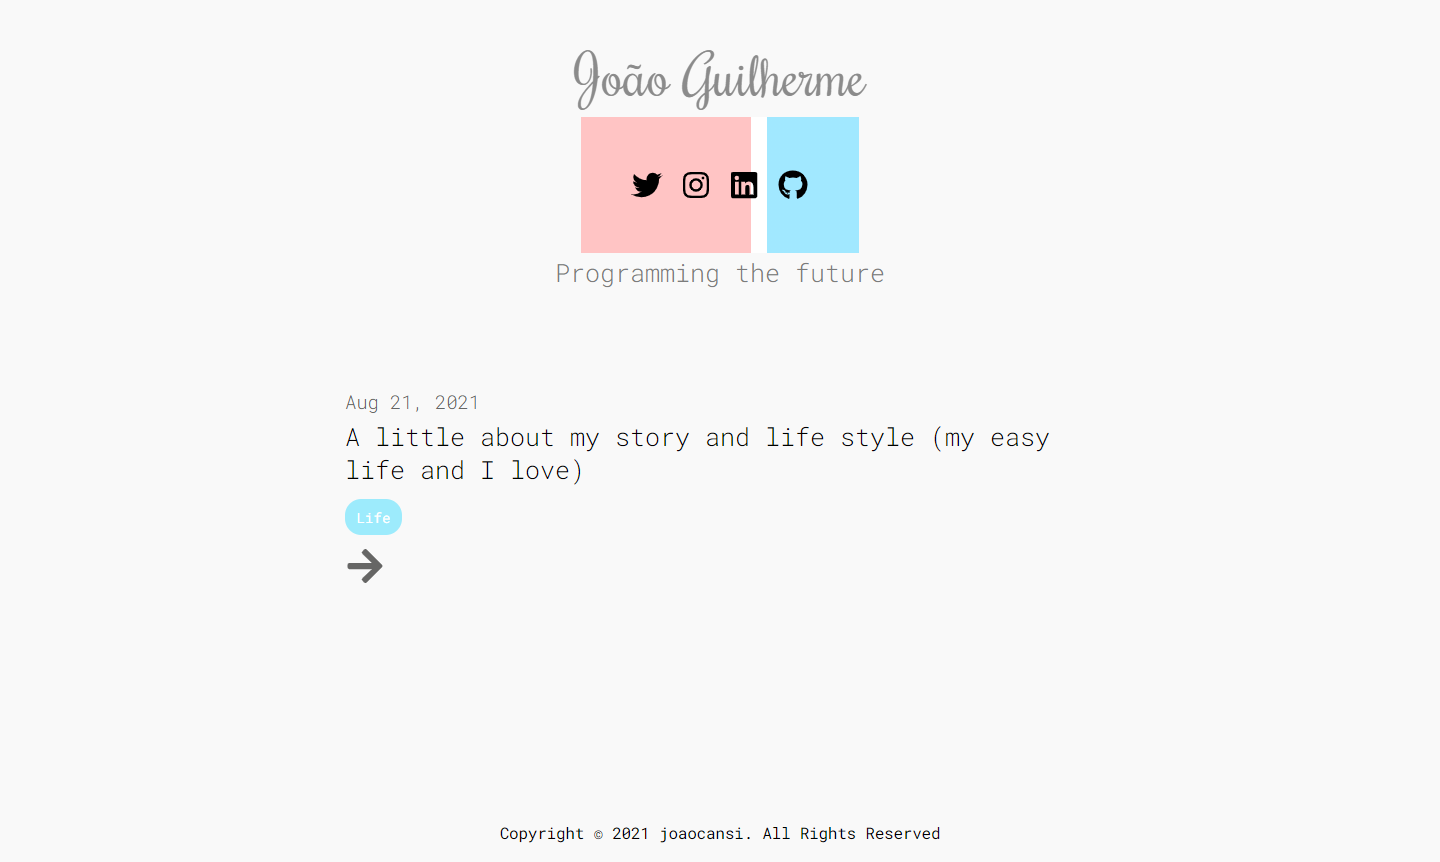 João Guilherme
Programming the future
Aug 21, 2021
A little about my story and life style (my easy
life and I love)
Life
Copyright © 2021 joaocansi. All Rights Reserved